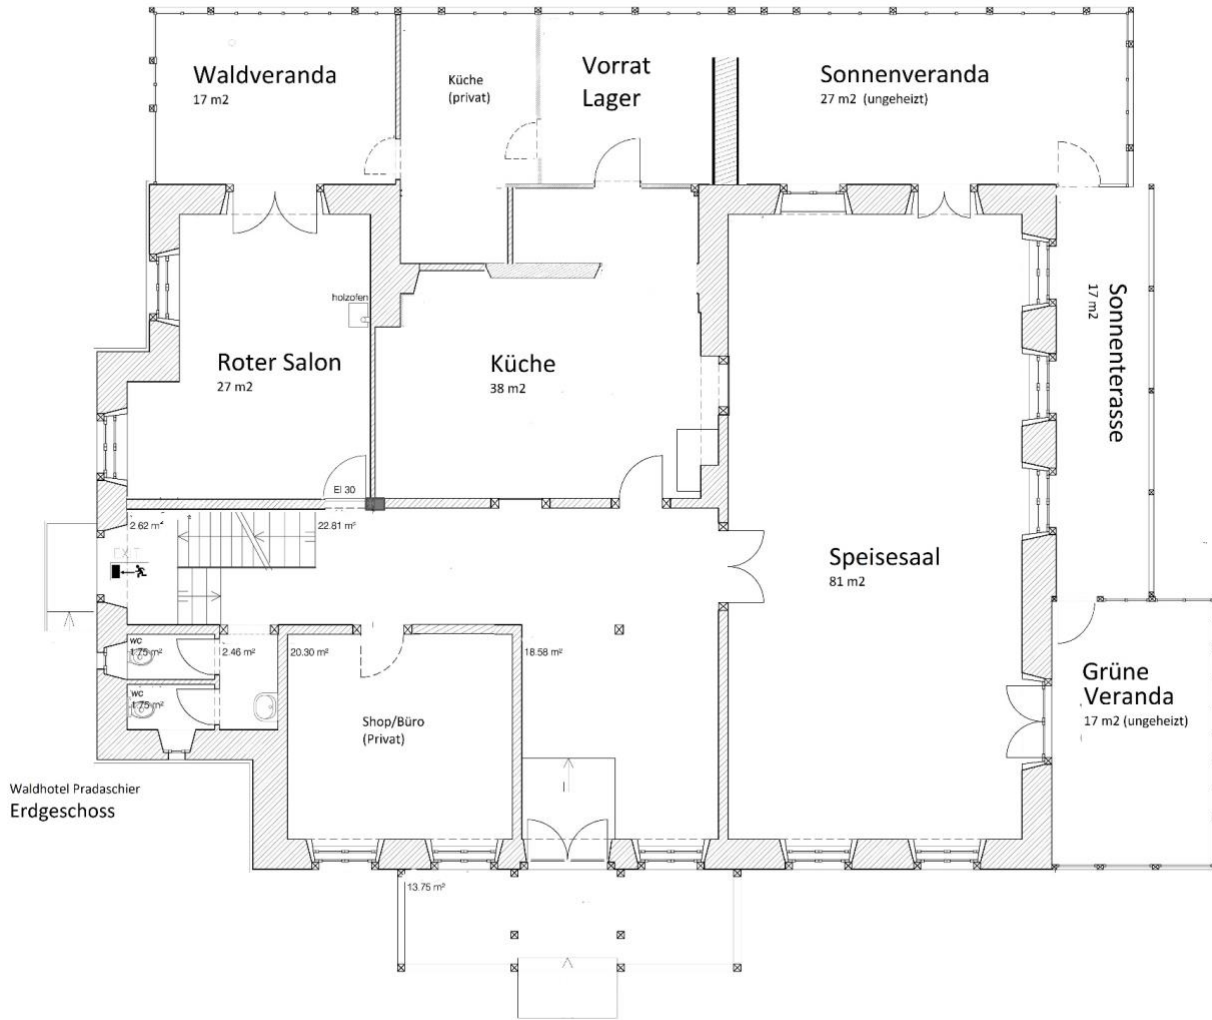 Waldveranda
17 m2
Küche
(privat)
Vorrat
Lager
Sonnenveranda
27 m2 (ungeheizt)
holzofen
Roter Salon
27 m2
Küche
38 m2
Sonnenterasse
17 m2
EI 30
2.62 m²
22.81 m²
EXIT
Speisesaal
81 m2
WC
1.75 m²
2.46 m²
20.30 m²
18.58 m²
WC
1.75 m²
Shop/Büro
(Privat)
Grüne
Veranda
17 m2 (ungeheizt)
Waldhotel Pradaschier
Erdgeschoss
13.75 m²